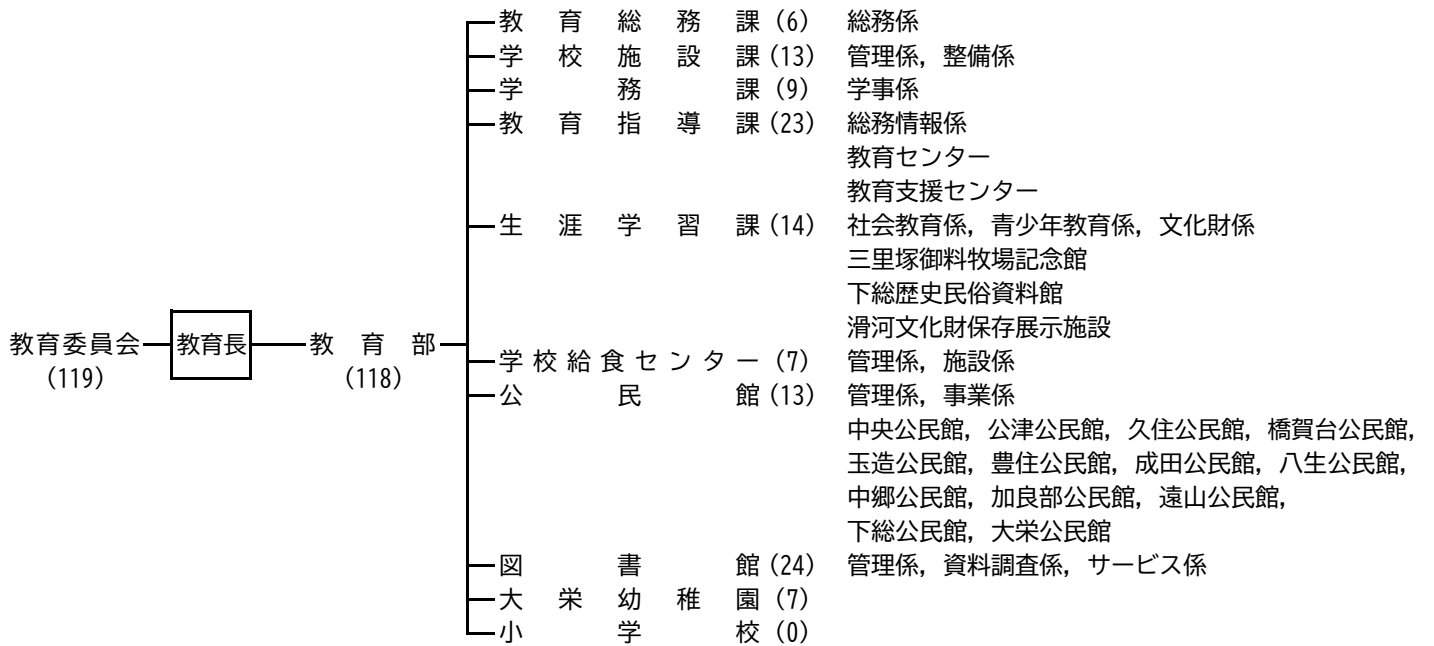 教育総務課(6) 総務係
学校施設課(13) 管理係，整備係
学務課(9) 学事係
教育指導課(23) 総務情報係
教育センター
教育支援センター
生涯学習課(14) 社会教育係，青少年教育係，文化財係
三里塚御料牧場記念館
下総歴史民俗資料館
滑河文化財保存展示施設
教育委員会 教育長 教育部
(119) (118)
学校給食センター(7) 管理係，施設係
公民館(13) 管理係，事業係
中央公民館，公津公民館，久住公民館，橋賀台公民館，
玉造公民館，豊住公民館，成田公民館，八生公民館，
中郷公民館，加良部公民館，遠山公民館，
下総公民館，大栄公民館
図書館(24) 管理係，資料調査係，サービス係
大栄幼稚園(7)
小学校(0)